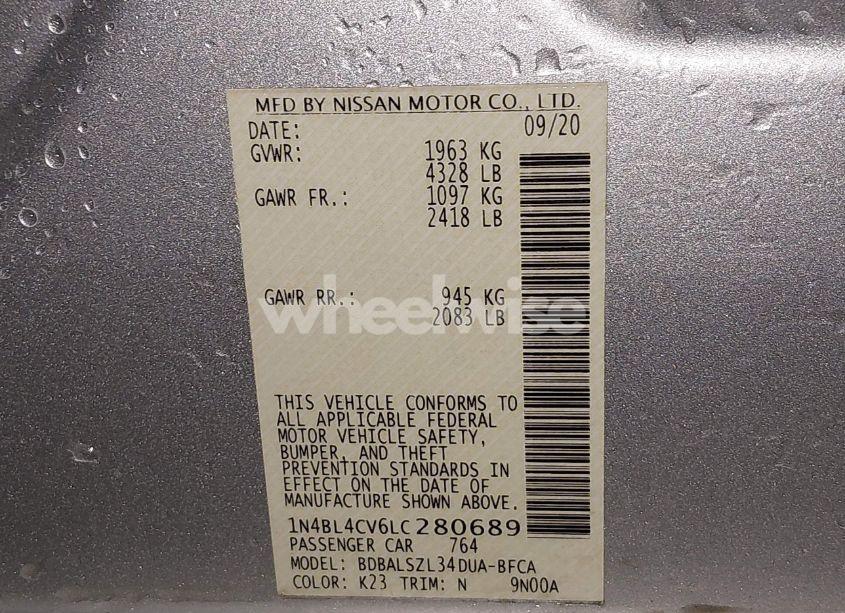 MFD BY NISSAN MOTOR CO., LTD.
DATE: 09/20
GVWR: 1963 KG
4328 LB
GAWR FR.: 1097 KG
2418 LB
GAWR RR.: 945 KG
wheelwise
2083 LB
THIS VEHICLE CONFORMS TO
ALL APPLICABLE FEDERAL
MOTOR VEHICLE SAFETY,
BUMPER, AND THEFT
PREVENTION STANDARDS IN
EFFECT ON THE DATE OF
MANUFACTURE SHOWN ABOVE.
1N4BL4CV6LC280689
PASSENGER CAR 764
MODEL: BDBALSZL34DUA-BFCA
COLOR: K23 TRIM: N 9N00A